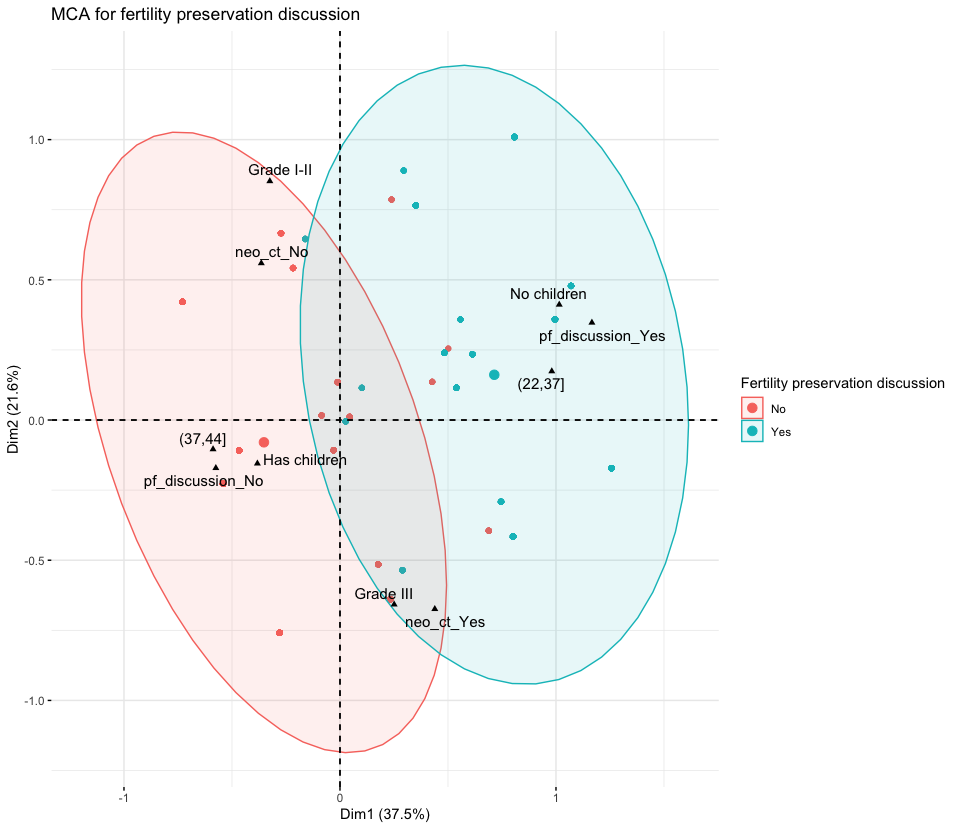 MCA for fertility preservation discussion
1.0
Grade I-II
neo_ct_No
0.5
No children
pf_discussion_Yes
(22,37]
Dim2 (21.6%)
0.0
(37,44]
Has children
pf_discussion_No
-0.5
Grade III
neo_ct_Yes
-1.0
-1
0
1
Dim1 (37.5%)
Fertility preservation discussion
No
Yes